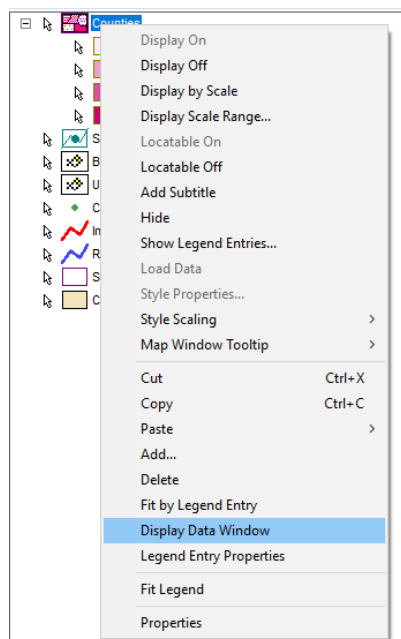 Counties
Display On
Display Off
Display by Scale
Display Scale Range...
Locatable On
Locatable Off
Add Subtitle
Hide
Show Legend Entries...
Load Data
Style Properties...
Style Scaling
Map Window Tooltip
Cut Ctrl+X
Copy Ctrl+C
Paste
Add...
Delete
Fit by Legend Entry
Display Data Window
Legend Entry Properties
Fit Legend
Properties